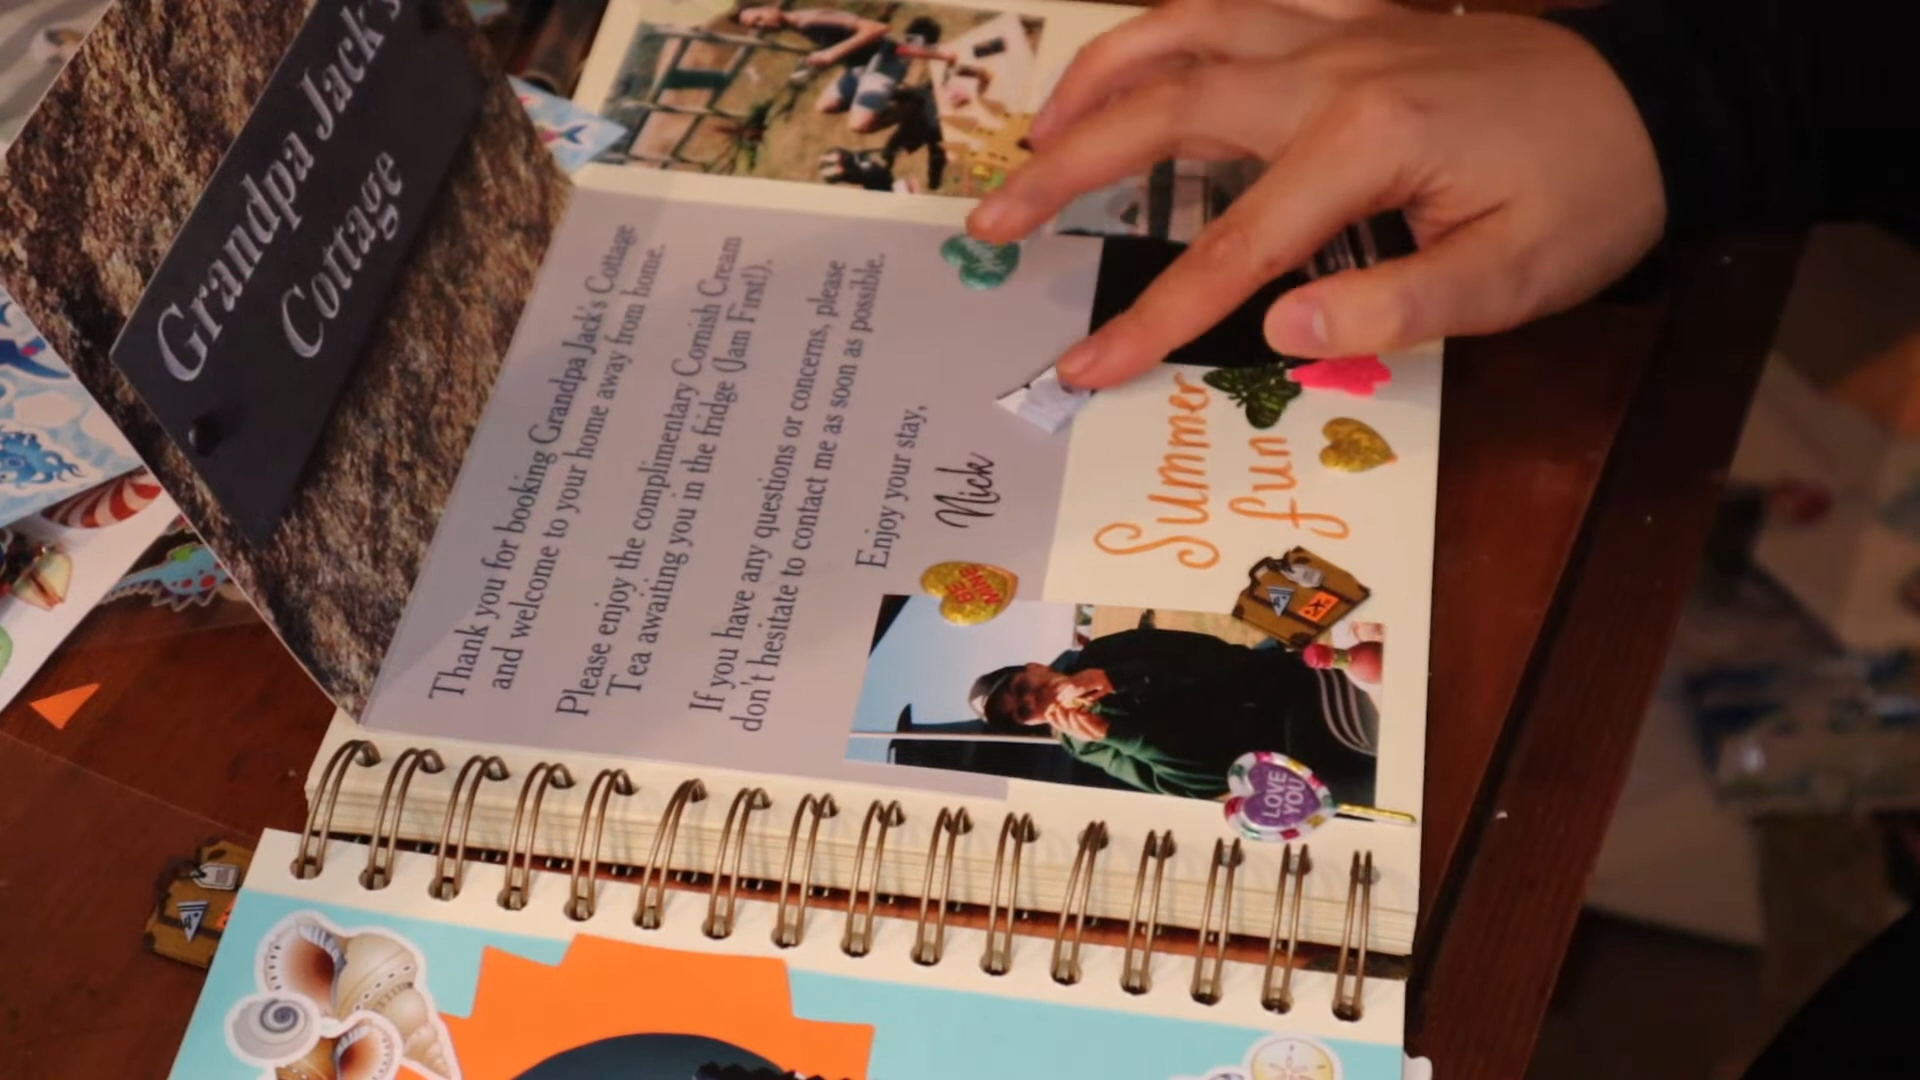 Grandpa Jack's
Cottage
Thank you for booking Grandpa Jack's Cottage
and welcome to your home away from home.
Please enjoy the complimentary Cornish Cream
Tea awaiting you in the fridge (Jam First!).
If you have any questions or concerns, please
don't hesitate to contact me as soon as possible.
Enjoy your stay,
Nick
BE
MINE
Summer
fun
LOVE
YOU